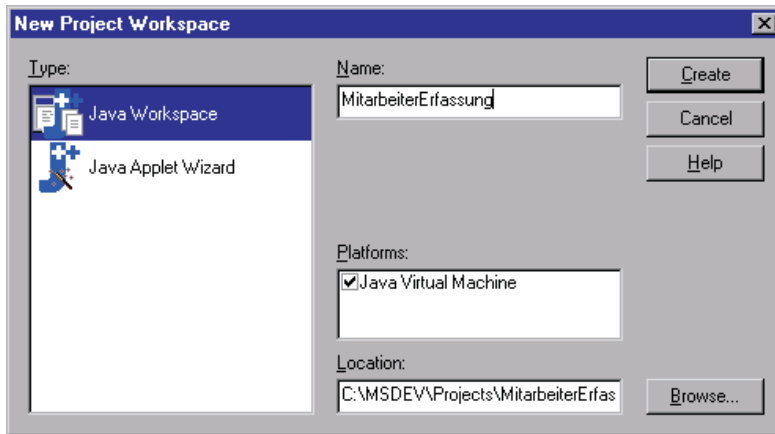 New Project Workspace
Type:
Java Workspace
Java Applet Wizard
Name:
MitarbeiterErfassung
Platforms:
Java Virtual Machine
Location:
C:\MSDEV\Projects\MitarbeiterErfas
Create
Cancel
Help
Browse...